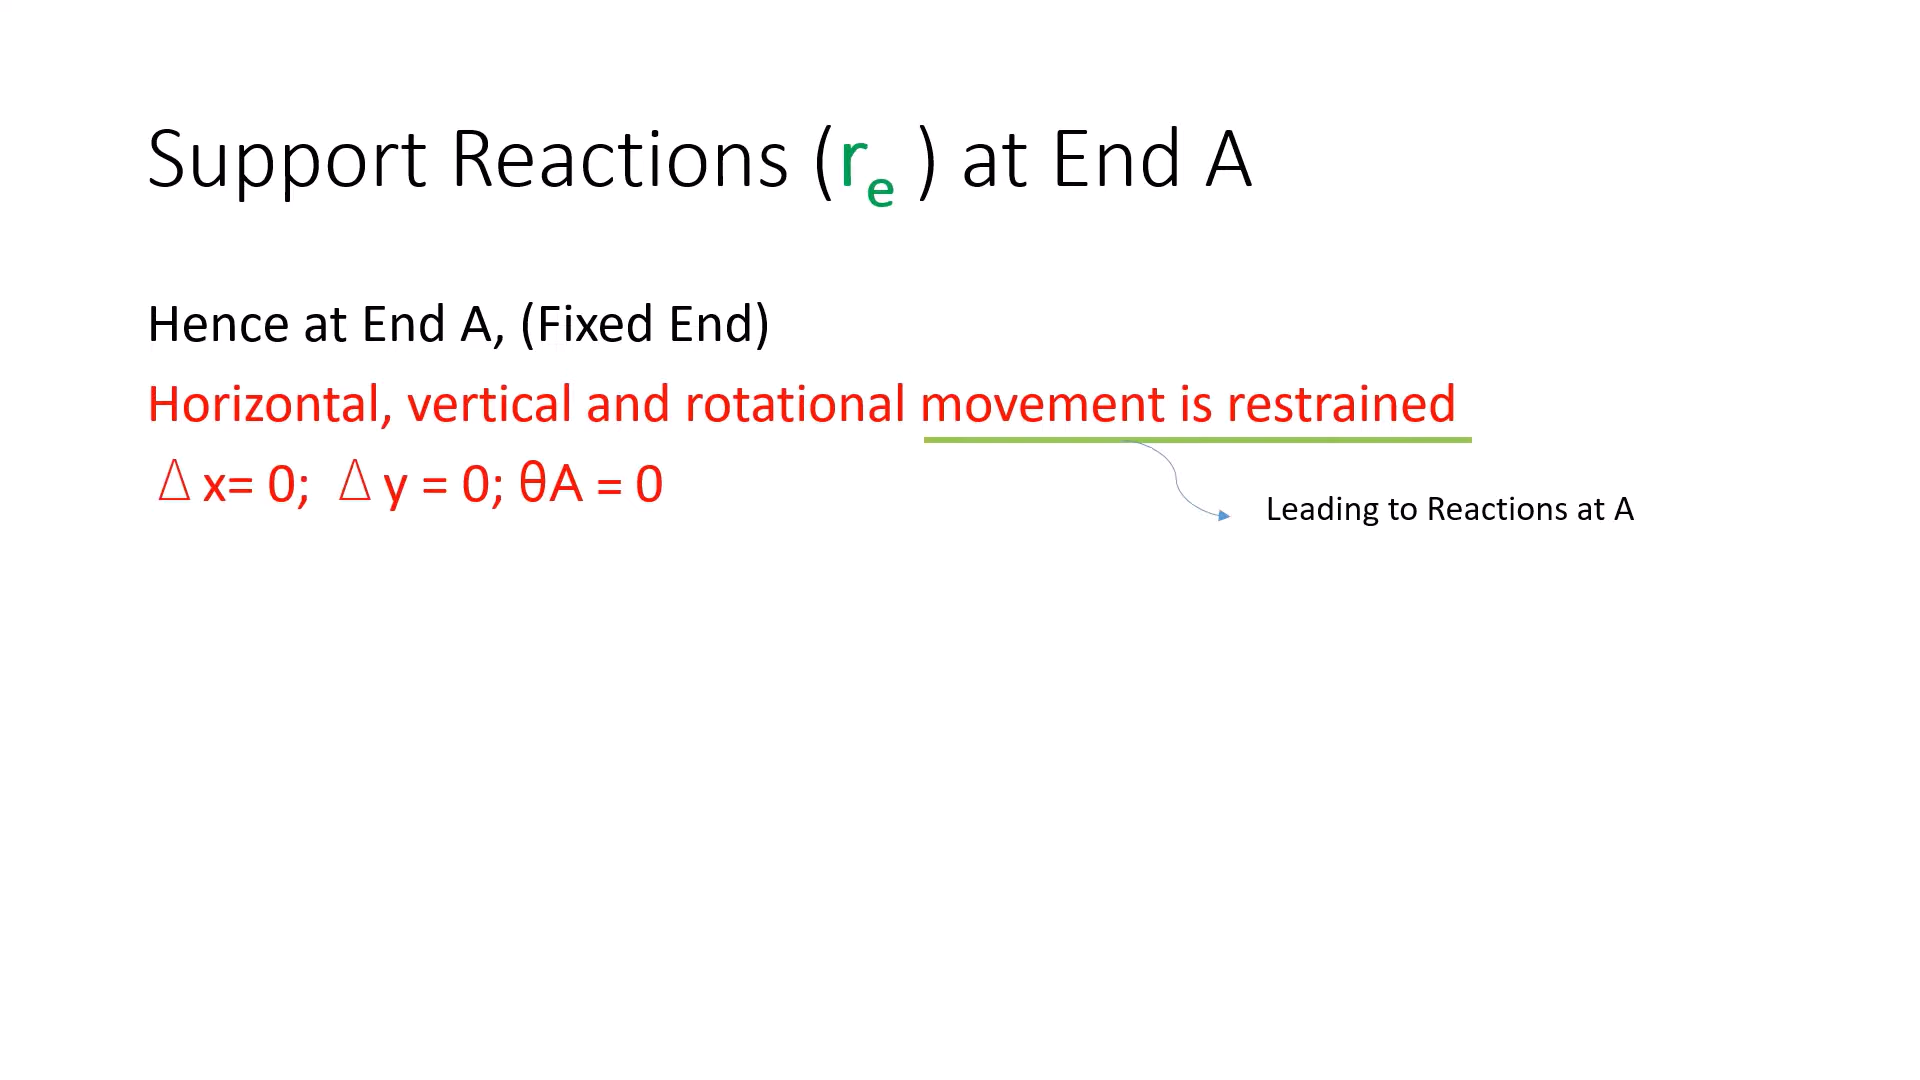 Support Reactions (re ) at End A
Hence at End A, (Fixed End)
Horizontal, vertical and rotational movement is restrained
Δ x= 0; Δ y = 0; θA = 0
Leading to Reactions at A